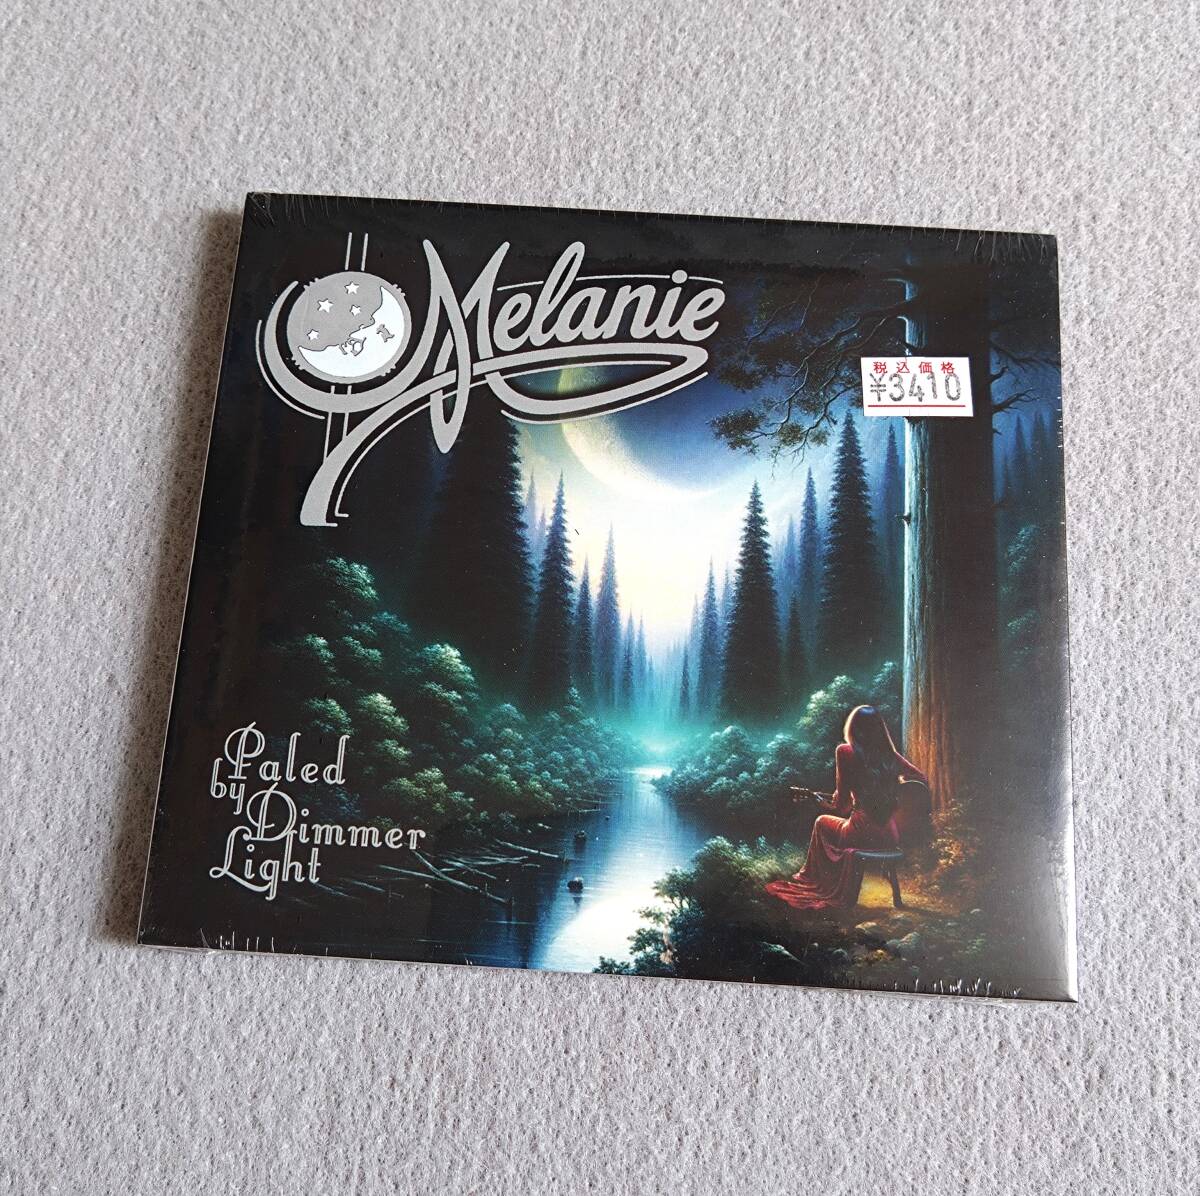 Melanie
税込価格
¥3410
Paled
by Dimmer
Light